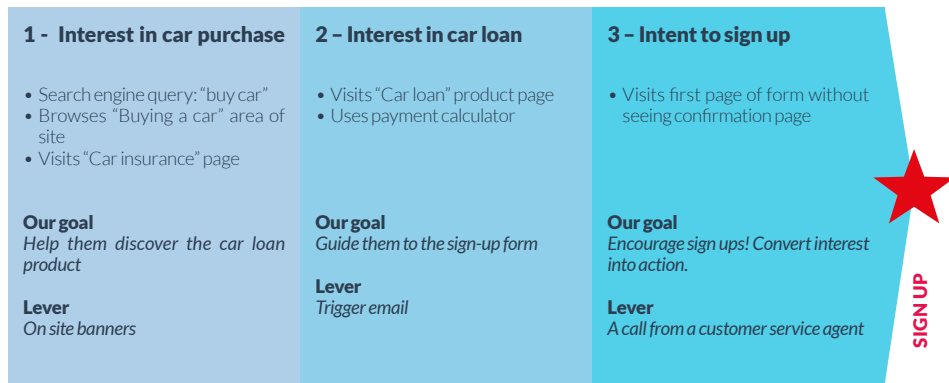 1 - Interest in car purchase
• Search engine query: “buy car”
• Browses “Buying a car” area of
site
• Visits “Car insurance” page
Our goal
Help them discover the car loan
product
Lever
On site banners
2 – Interest in car loan
• Visits “Car loan” product page
• Uses payment calculator
Our goal
Guide them to the sign-up form
Lever
Trigger email
3 – Intent to sign up
• Visits first page of form without
seeing confirmation page
Our goal
Encourage sign ups! Convert interest
into action.
Lever
A call from a customer service agent
SIGN UP